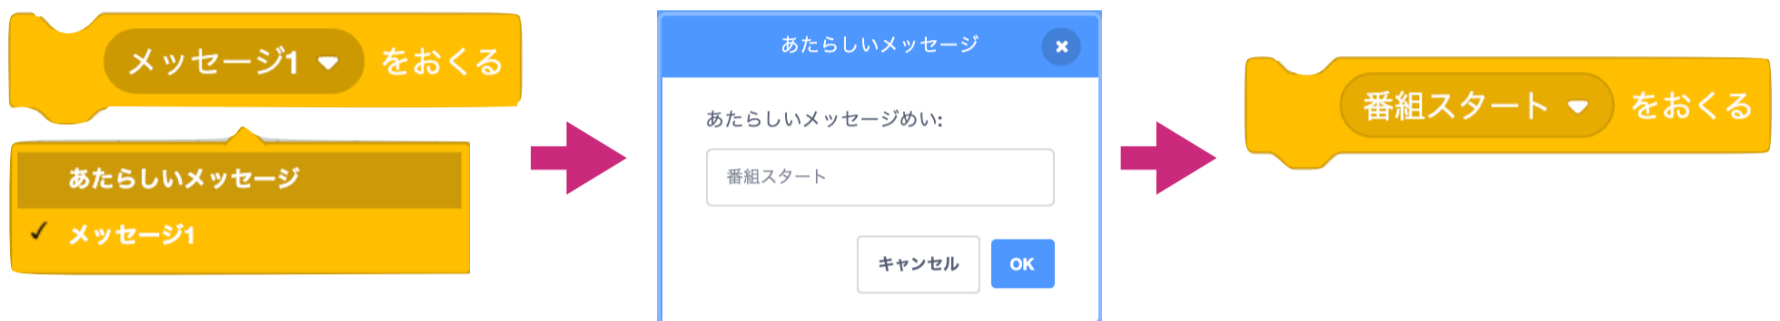 メッセージ1 をおくる
あたらしいメッセージ
✓ メッセージ1
あたらしいメッセージ
あたらしいメッセージめい:
番組スタート
キャンセル OK
番組スタート をおくる